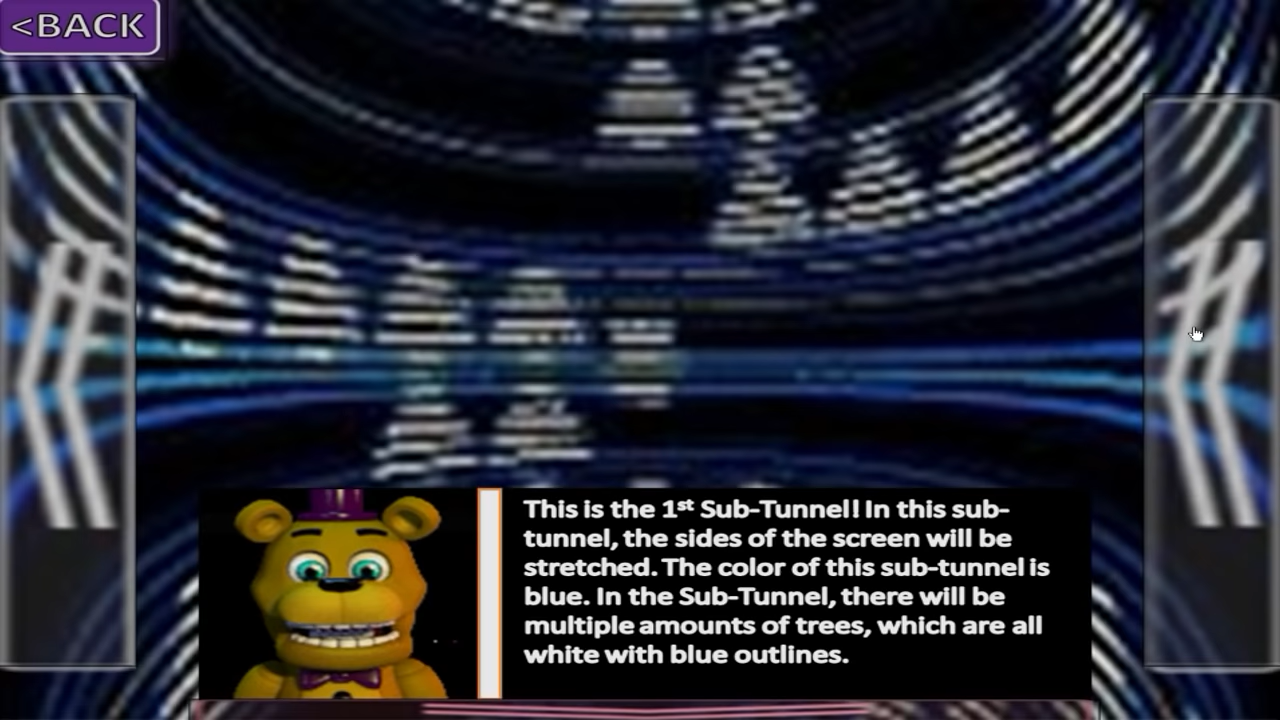 <BACK
This is the 1st Sub-Tunnel! In this sub-
tunnel, the sides of the screen will be
stretched. The color of this sub-tunnel is
blue. In the Sub-Tunnel, there will be
multiple amounts of trees, which are all
white with blue outlines.